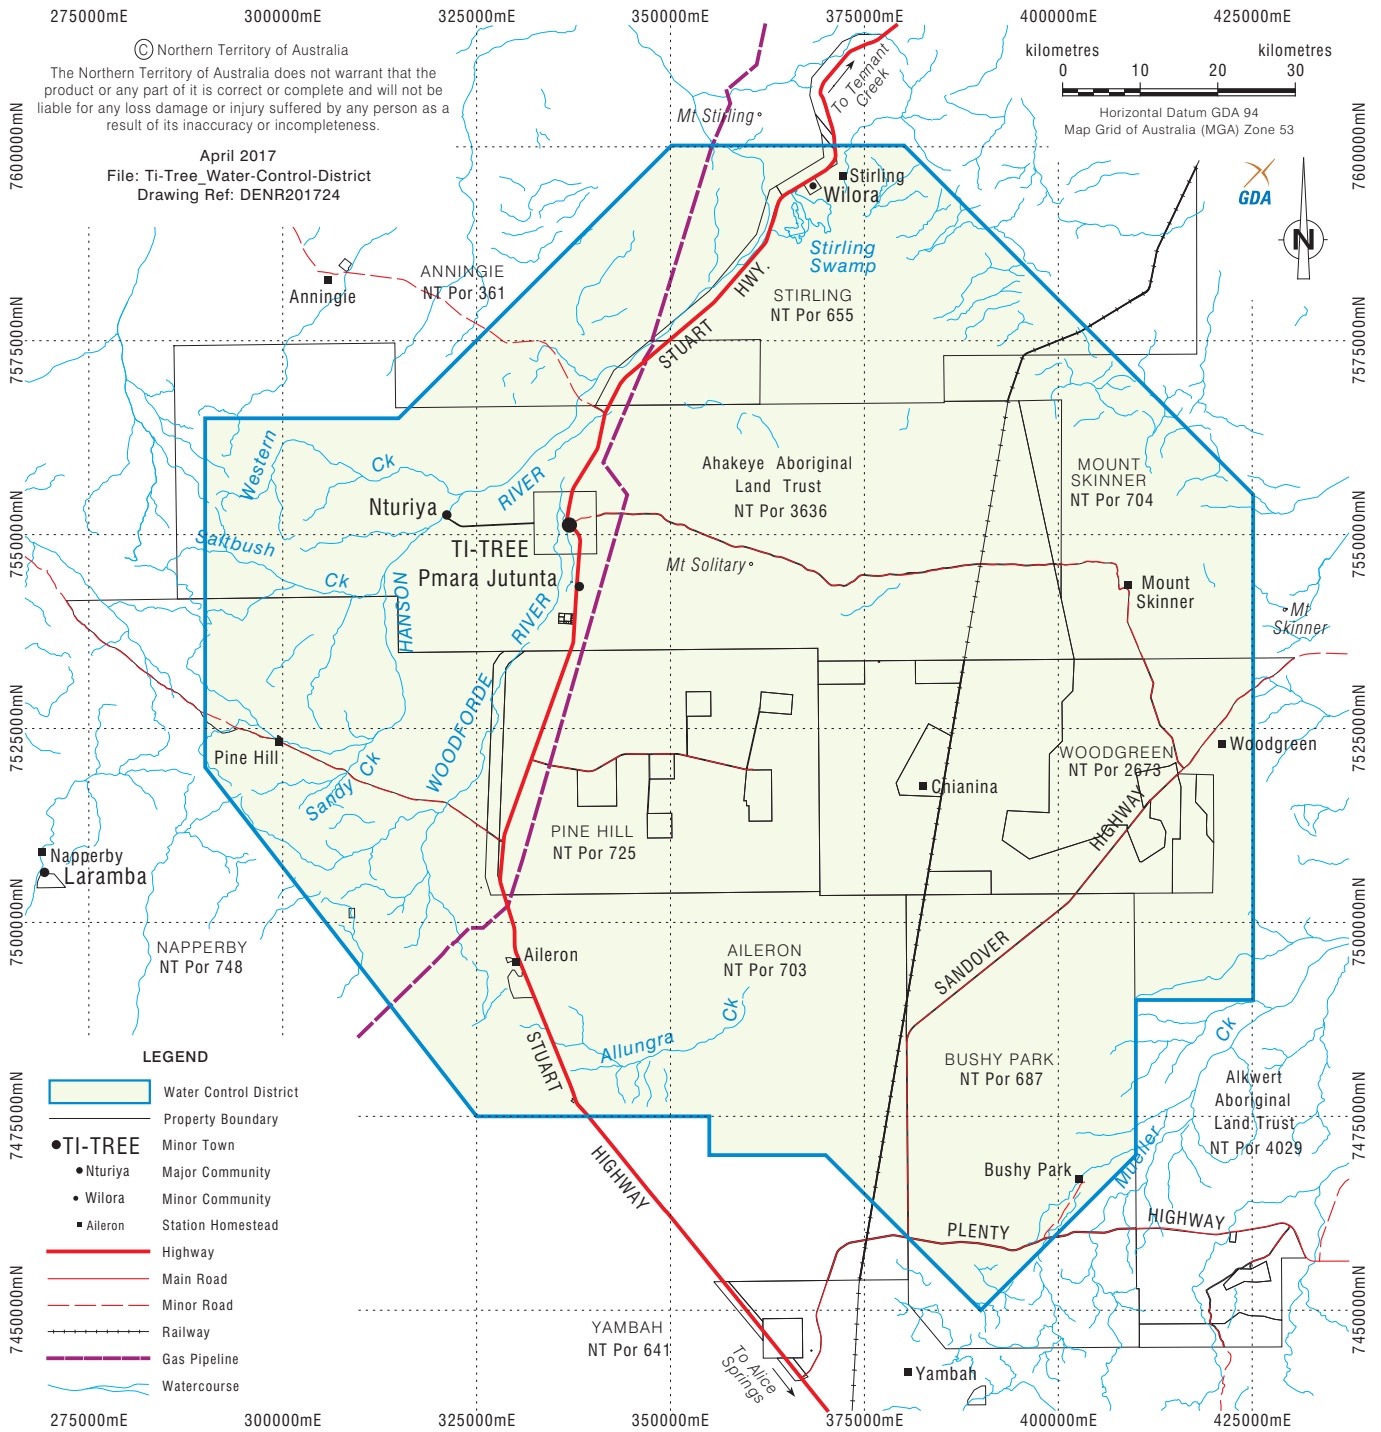 275000mE 300000mE 325000mE 350000mE 375000mE 400000mE 425000mE
© Northern Territory of Australia
The Northern Territory of Australia does not warrant that the
product or any part of it is correct or complete and will not be
liable for any loss damage or injury suffered by any person as a
result of its inaccuracy or incompleteness.
April 2017
File: Ti-Tree_Water-Control-District
Drawing Ref: DENR201724
kilometres kilometres
0 10 20 30
Horizontal Datum GDA 94
Map Grid of Australia (MGA) Zone 53
GDA
N
To Tennant
Creek
Mt Stirling
7600000mN 7600000mN
Stirling
Wilora
Stirling
Swamp
ANNINGIE
NT Por 361
Anningie
HWY.
STUART
STIRLING
NT Por 655
7575000mN 7575000mN
Western
Ck
RIVER
Nturiya
Ahakeye Aboriginal
Land Trust
NT Por 3636
MOUNT
SKINNER
NT Por 704
Saltbush
Ck
TI-TREE
7550000mN 7550000mN
Pmara Jutunta
Mt Solitary
HANSON
RIVER
Mount
Skinner
Mt
Skinner
WOODFORDE
7525000mN 7525000mN
Pine Hill
Sandy Ck
WOODGREEN
NT Por 2673
Woodgreen
Chianina
HIGHWAY
PINE HILL
NT Por 725
Napperby
Laramba
7500000mN 7500000mN
NAPPERBY
NT Por 748
Aileron
AILERON
NT Por 703
SANDOVER
Allungra
Ck
STUART
Ck
BUSHY PARK
NT Por 687
Alkwert
Aboriginal
Land Trust
NT Por 4029
7475000mN 7475000mN
Mueller
Bushy Park
HIGHWAY
PLENTY
HIGHWAY
7450000mN 7450000mN
YAMBAH
NT Por 641
To Alice
Springs
Yambah
LEGEND
Water Control District
Property Boundary
TI-TREE Minor Town
Nturiya Major Community
Wilora Minor Community
Aileron Station Homestead
Highway
Main Road
Minor Road
Railway
Gas Pipeline
Watercourse
275000mE 300000mE 325000mE 350000mE 375000mE 400000mE 425000mE